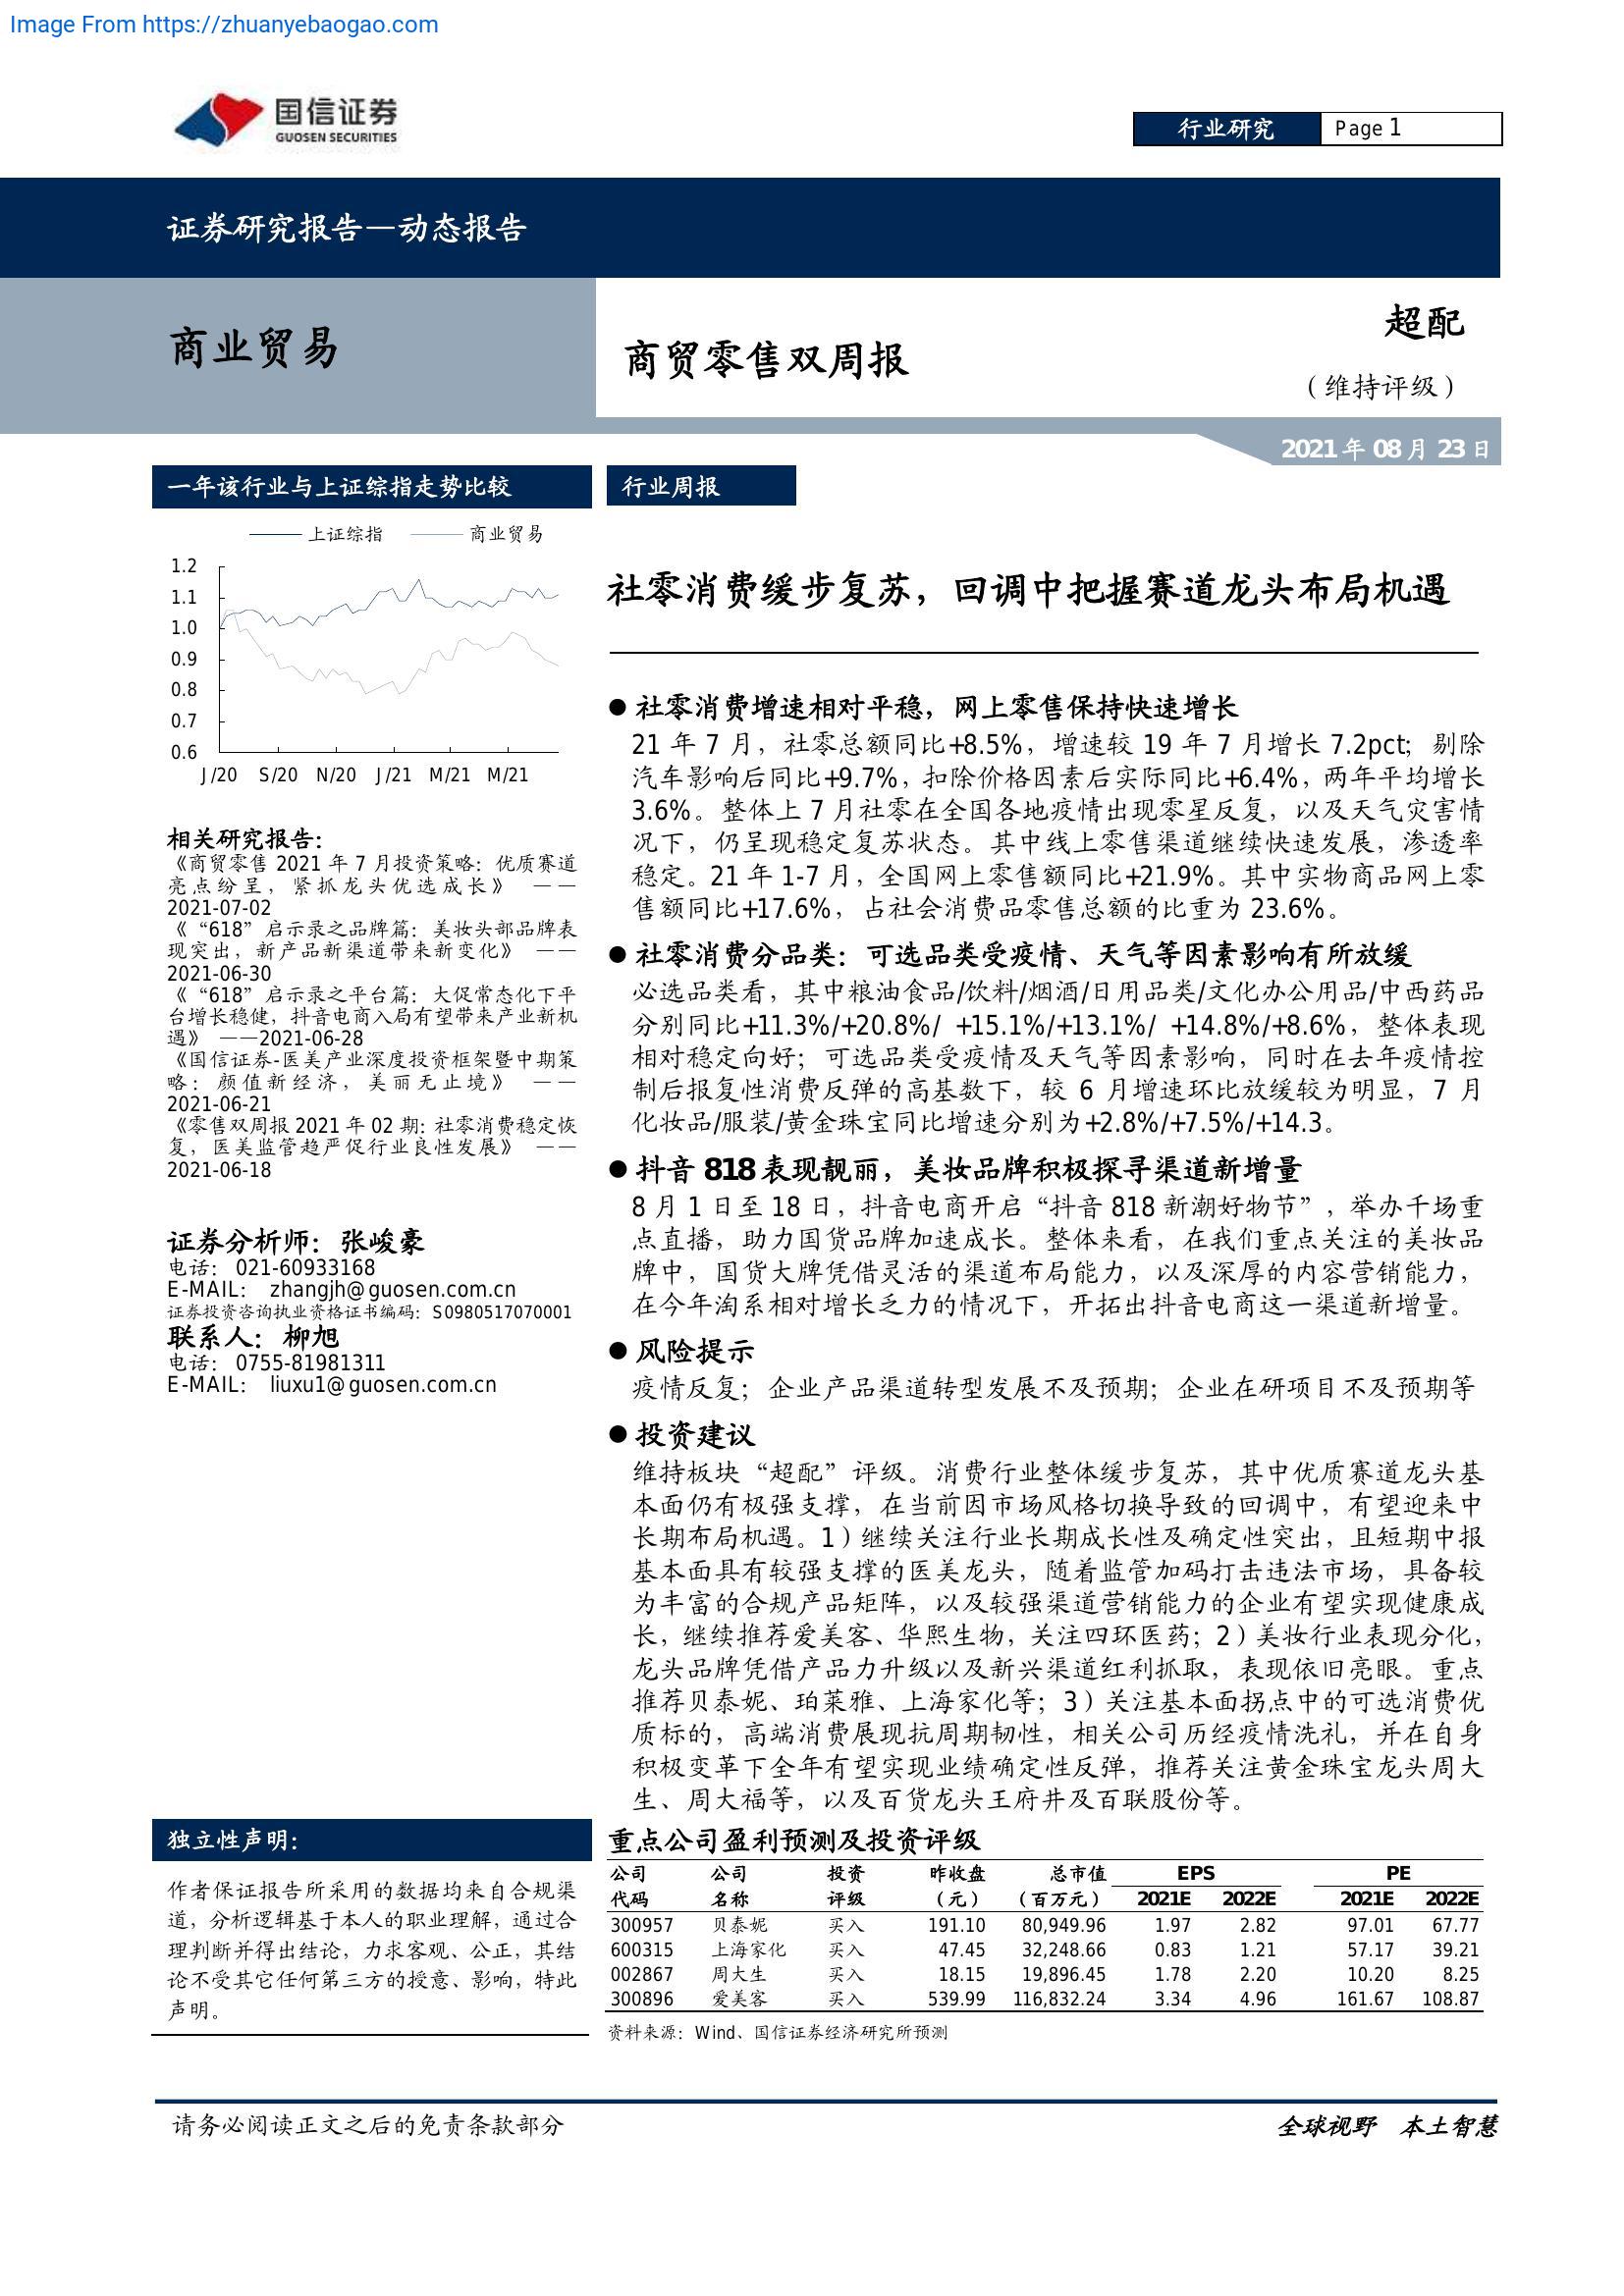 Image From https://zhuanyebaogao.com
国信证券
GUOSEN SECURITIES
行业研究
Page 1
证券研究报告—动态报告
商业贸易
商贸零售双周报
超配
（维持评级）
2021 年 08 月 23 日
一年该行业与上证综指走势比较
上证综指 商业贸易
1.2
1.1
1.0
0.9
0.8
0.7
0.6
J/20 S/20 N/20 J/21 M/21 M/21
相关研究报告：
《商贸零售 2021 年 7 月投资策略：优质赛道
亮点纷呈，紧抓龙头优选成长》 ——
2021-07-02
《“618”启示录之品牌篇：美妆头部品牌表
现突出，新产品新渠道带来新变化》 ——
2021-06-30
《“618”启示录之平台篇：大促常态化下平
台增长稳健，抖音电商入局有望带来产业新机
遇》 ——2021-06-28
《国信证券-医美产业深度投资框架暨中期策
略：颜值新经济，美丽无止境》 ——
2021-06-21
《零售双周报 2021 年 02 期：社零消费稳定恢
复，医美监管趋严促行业良性发展》 ——
2021-06-18
证券分析师：张峻豪
电话： 021-60933168
E-MAIL： zhangjh@guosen.com.cn
证券投资咨询执业资格证书编码：S0980517070001
联系人：柳旭
电话： 0755-81981311
E-MAIL： liuxu1@guosen.com.cn
独立性声明：
作者保证报告所采用的数据均来自合规渠
道，分析逻辑基于本人的职业理解，通过合
理判断并得出结论，力求客观、公正，其结
论不受其它任何第三方的授意、影响，特此
声明。
行业周报
社零消费缓步复苏，回调中把握赛道龙头布局机遇
● 社零消费增速相对平稳，网上零售保持快速增长
21 年 7 月，社零总额同比+8.5%，增速较 19 年 7 月增长 7.2pct；剔除
汽车影响后同比+9.7%，扣除价格因素后实际同比+6.4%，两年平均增长
3.6%。整体上 7 月社零在全国各地疫情出现零星反复，以及天气灾害情
况下，仍呈现稳定复苏状态。其中线上零售渠道继续快速发展，渗透率
稳定。21 年 1-7 月，全国网上零售额同比+21.9%。其中实物商品网上零
售额同比+17.6%，占社会消费品零售总额的比重为 23.6%。
● 社零消费分品类：可选品类受疫情、天气等因素影响有所放缓
必选品类看，其中粮油食品/饮料/烟酒/日用品类/文化办公用品/中西药品
分别同比+11.3%/+20.8%/ +15.1%/+13.1%/ +14.8%/+8.6%，整体表现
相对稳定向好；可选品类受疫情及天气等因素影响，同时在去年疫情控
制后报复性消费反弹的高基数下，较 6 月增速环比放缓较为明显，7 月
化妆品/服装/黄金珠宝同比增速分别为+2.8%/+7.5%/+14.3。
● 抖音 818 表现靓丽，美妆品牌积极探寻渠道新增量
8 月 1 日至 18 日，抖音电商开启“抖音 818 新潮好物节”，举办千场重
点直播，助力国货品牌加速成长。整体来看，在我们重点关注的美妆品
牌中，国货大牌凭借灵活的渠道布局能力，以及深厚的内容营销能力，
在今年淘系相对增长乏力的情况下，开拓出抖音电商这一渠道新增量。
● 风险提示
疫情反复；企业产品渠道转型发展不及预期；企业在研项目不及预期等
● 投资建议
维持板块“超配”评级。消费行业整体缓步复苏，其中优质赛道龙头基
本面仍有极强支撑，在当前因市场风格切换导致的回调中，有望迎来中
长期布局机遇。1）继续关注行业长期成长性及确定性突出，且短期中报
基本面具有较强支撑的医美龙头，随着监管加码打击违法市场，具备较
为丰富的合规产品矩阵，以及较强渠道营销能力的企业有望实现健康成
长，继续推荐爱美客、华熙生物，关注四环医药；2）美妆行业表现分化，
龙头品牌凭借产品力升级以及新兴渠道红利抓取，表现依旧亮眼。重点
推荐贝泰妮、珀莱雅、上海家化等；3）关注基本面拐点中的可选消费优
质标的，高端消费展现抗周期韧性，相关公司历经疫情洗礼，并在自身
积极变革下全年有望实现业绩确定性反弹，推荐关注黄金珠宝龙头周大
生、周大福等，以及百货龙头王府井及百联股份等。
重点公司盈利预测及投资评级
公司 公司 投资 昨收盘 总市值 EPS PE
代码 名称 评级 （元） （百万元） 2021E 2022E 2021E 2022E
300957 贝泰妮 买入 191.10 80,949.96 1.97 2.82 97.01 67.77
600315 上海家化 买入 47.45 32,248.66 0.83 1.21 57.17 39.21
002867 周大生 买入 18.15 19,896.45 1.78 2.20 10.20 8.25
300896 爱美客 买入 539.99 116,832.24 3.34 4.96 161.67 108.87
资料来源：Wind、国信证券经济研究所预测
请务必阅读正文之后的免责条款部分
全球视野 本土智慧